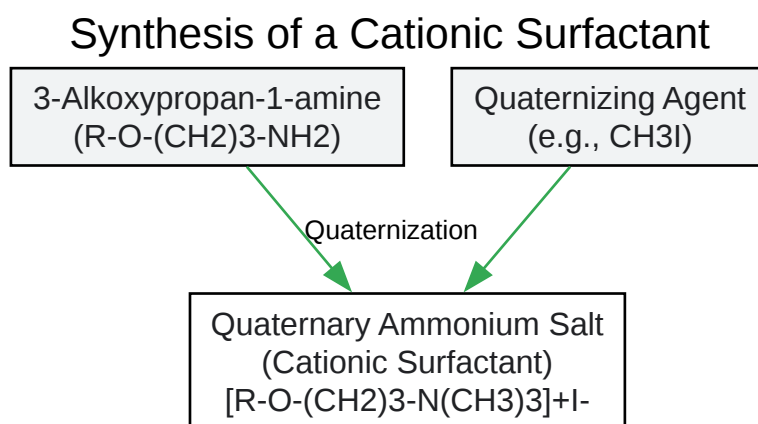 Synthesis of a Cationic Surfactant
3-Alkoxypropan-1-amine
(R-O-(CH2)3-NH2)
Quaternizing Agent
(e.g., CH3I)
Quaternization
Quaternary Ammonium Salt
(Cationic Surfactant)
[R-O-(CH2)3-N(CH3)3]+I-